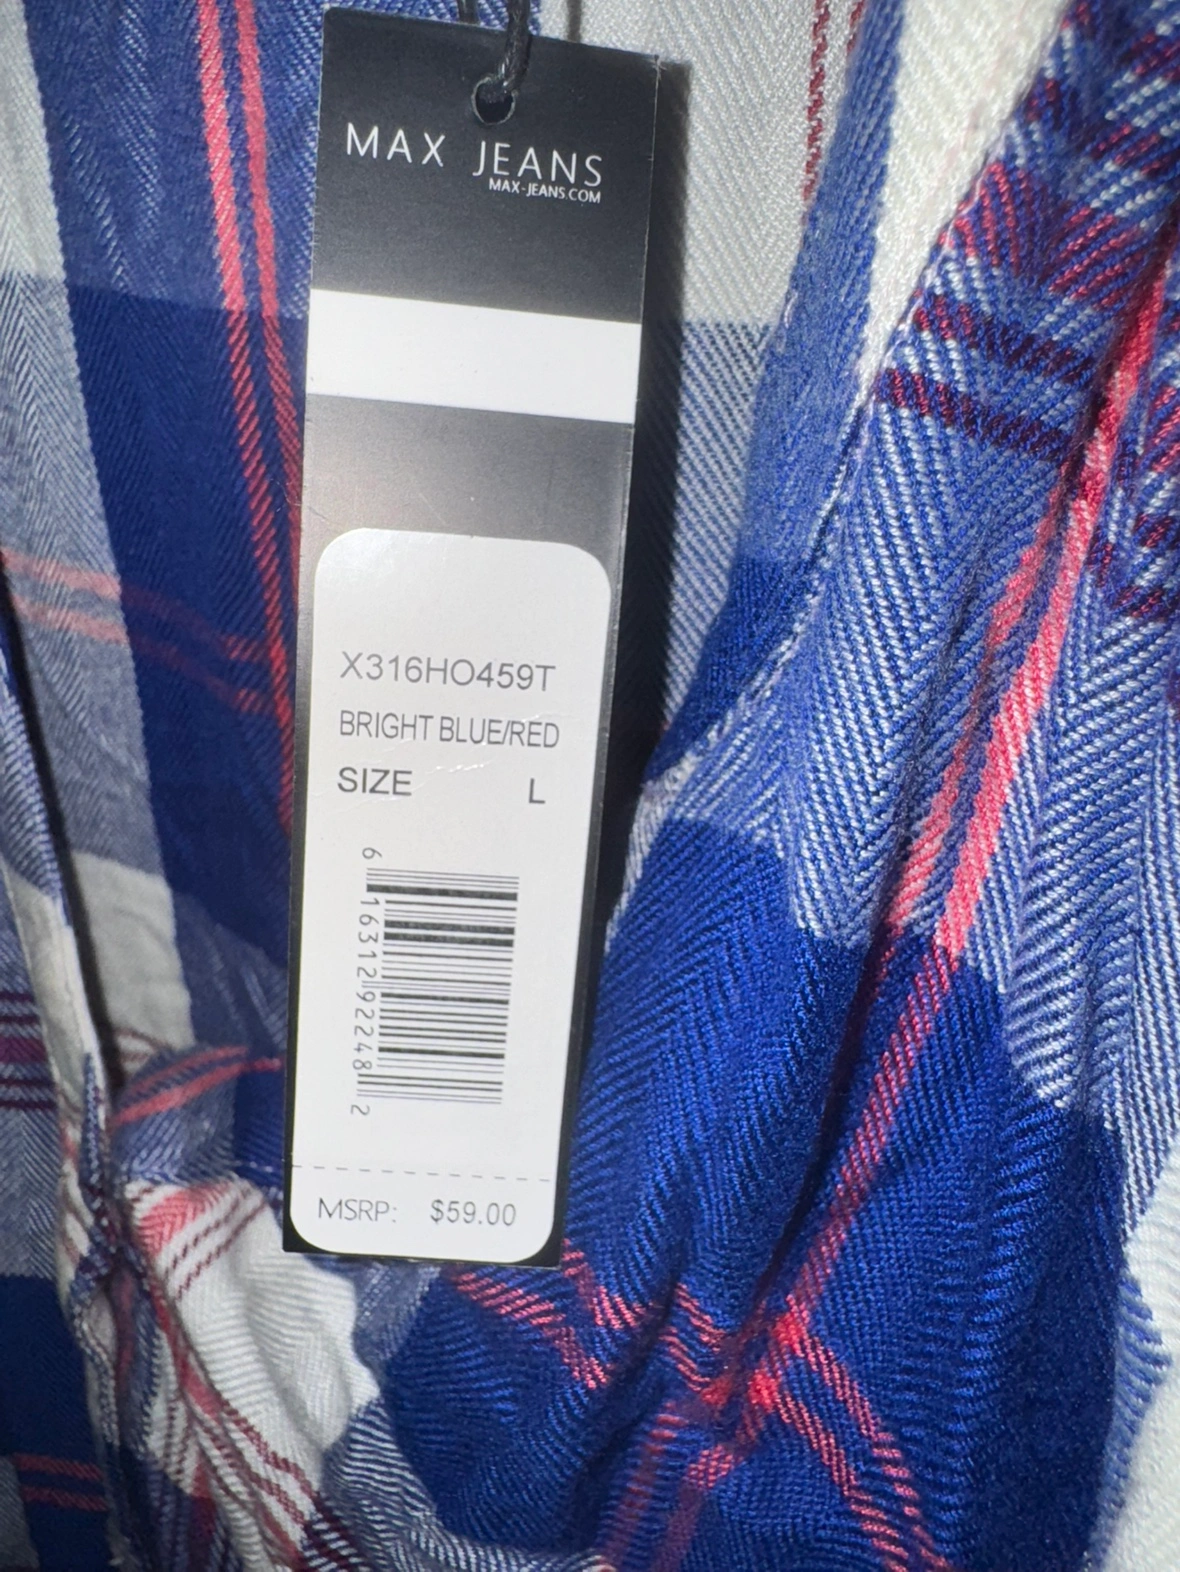 MAX JEANS
MAX-JEANS.COM
X316HO459T
BRIGHT BLUE/RED
SIZE L
6 16312 92248 2
MSRP: $59.00